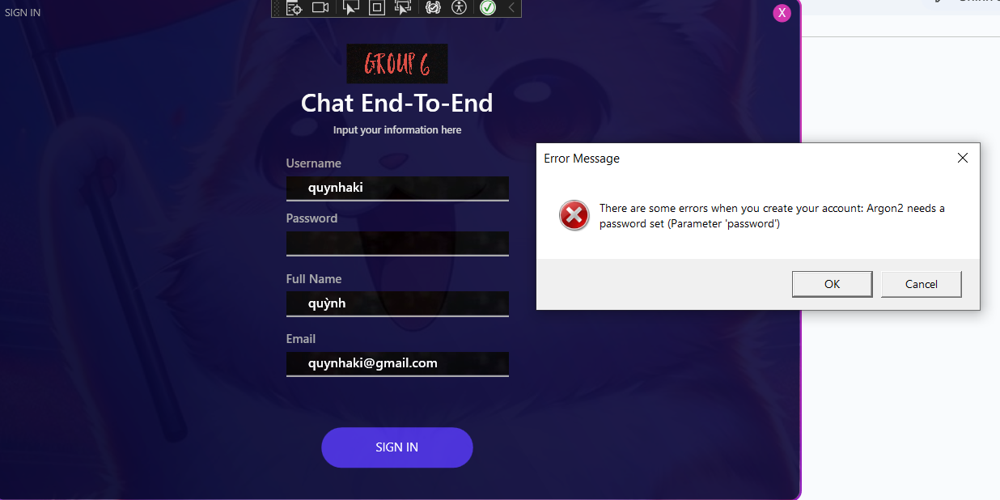 SIGN IN
X
GROUP 6
Chat End-To-End
Input your information here
Username
quynhaki
Password
Full Name
quỳnh
Email
quynhaki@gmail.com
SIGN IN
Error Message
There are some errors when you create your account: Argon2 needs a
password set (Parameter 'password')
OK
Cancel